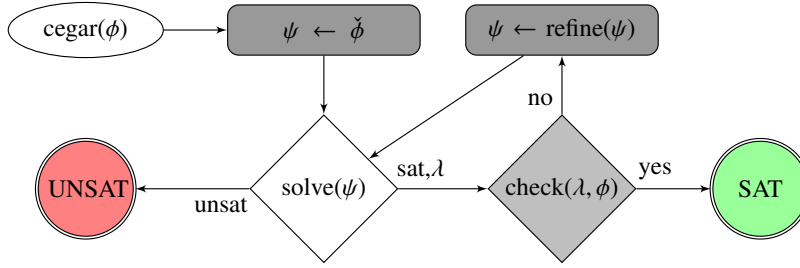 cegar(ϕ)
ψ ← ϕ̌
ψ ← refine(ψ)
no
UNSAT
unsat
solve(ψ)
sat,λ
check(λ, ϕ)
yes
SAT